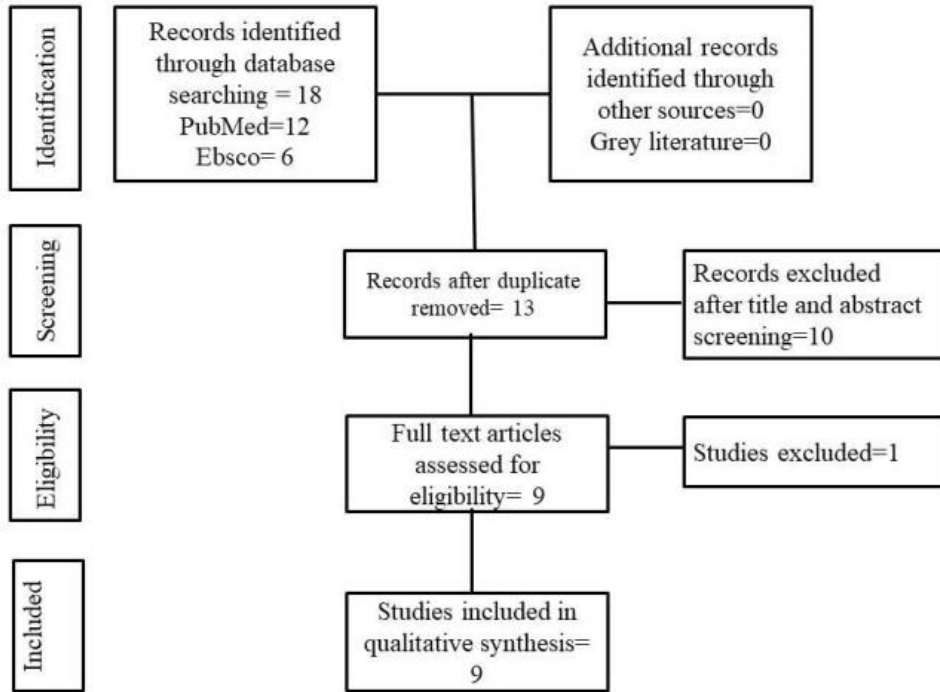 Identification
Records identified
through database
searching = 18
PubMed=12
Ebsco= 6
Additional records
identified through
other sources=0
Grey literature=0
Screening
Records after duplicate
removed= 13
Records excluded
after title and abstract
screening=10
Eligibility
Full text articles
assessed for
eligibility= 9
Studies excluded=1
Included
Studies included in
qualitative synthesis=
9